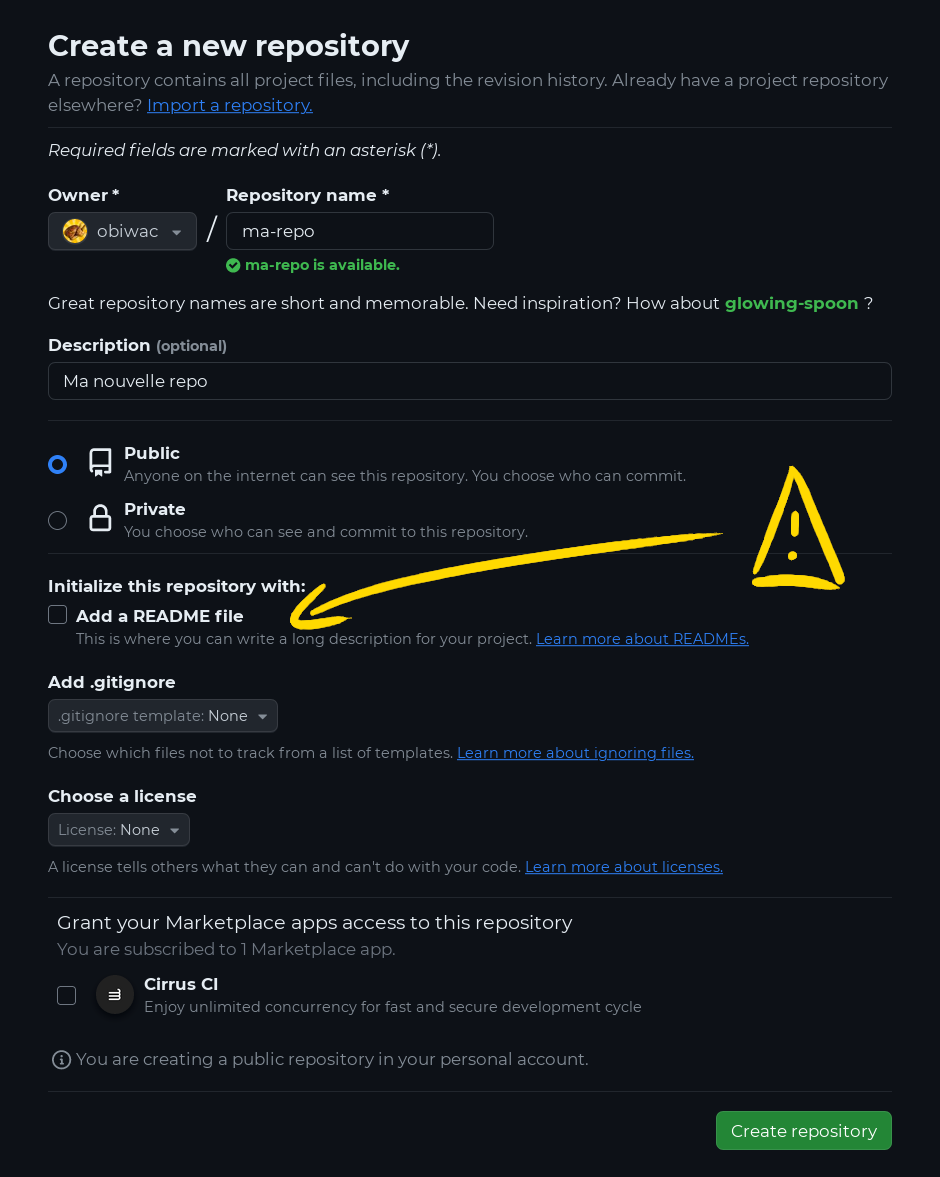 Create a new repository
A repository contains all project files, including the revision history. Already have a project repository
elsewhere? Import a repository.
Required fields are marked with an asterisk (*).
Owner * Repository name *
obiwac / ma-repo
ma-repo is available.
Great repository names are short and memorable. Need inspiration? How about glowing-spoon ?
Description (optional)
Ma nouvelle repo
Public
Anyone on the internet can see this repository. You choose who can commit.
Private
You choose who can see and commit to this repository.
Initialize this repository with:
Add a README file
This is where you can write a long description for your project. Learn more about READMEs.
Add .gitignore
.gitignore template: None
Choose which files not to track from a list of templates. Learn more about ignoring files.
Choose a license
License: None
A license tells others what they can and can't do with your code. Learn more about licenses.
Grant your Marketplace apps access to this repository
You are subscribed to 1 Marketplace app.
Cirrus CI
Enjoy unlimited concurrency for fast and secure development cycle
You are creating a public repository in your personal account.
Create repository